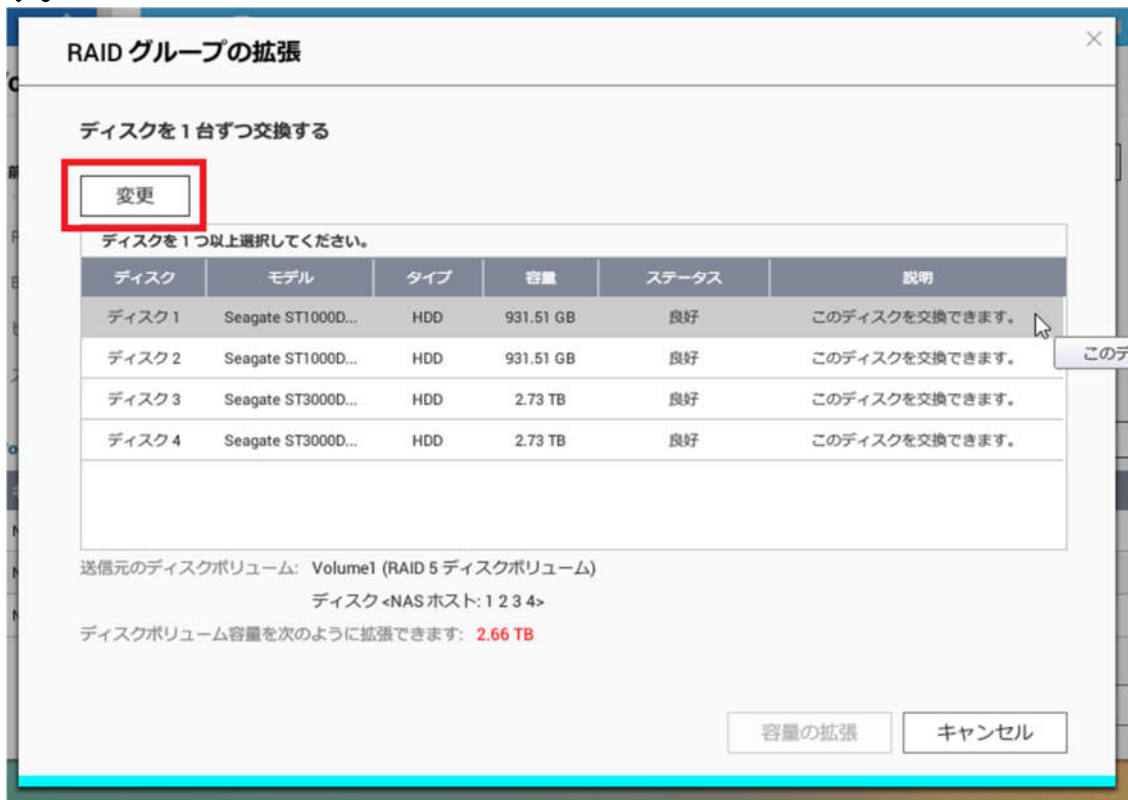 RAID グループの拡張
ディスクを 1 台ずつ交換する
変更
ディスクを 1 つ以上選択してください。
ディスク モデル タイプ 容量 ステータス 説明
ディスク 1 Seagate ST1000D... HDD 931.51 GB 良好 このディスクを交換できます。
このデ
ディスク 2 Seagate ST1000D... HDD 931.51 GB 良好 このディスクを交換できます。
ディスク 3 Seagate ST3000D... HDD 2.73 TB 良好 このディスクを交換できます。
ディスク 4 Seagate ST3000D... HDD 2.73 TB 良好 このディスクを交換できます。
送信元のディスクボリューム: Volume1 (RAID 5 ディスクボリューム)
ディスク <NAS ホスト: 1 2 3 4>
ディスクボリューム容量を次のように拡張できます: 2.66 TB
容量の拡張 キャンセル